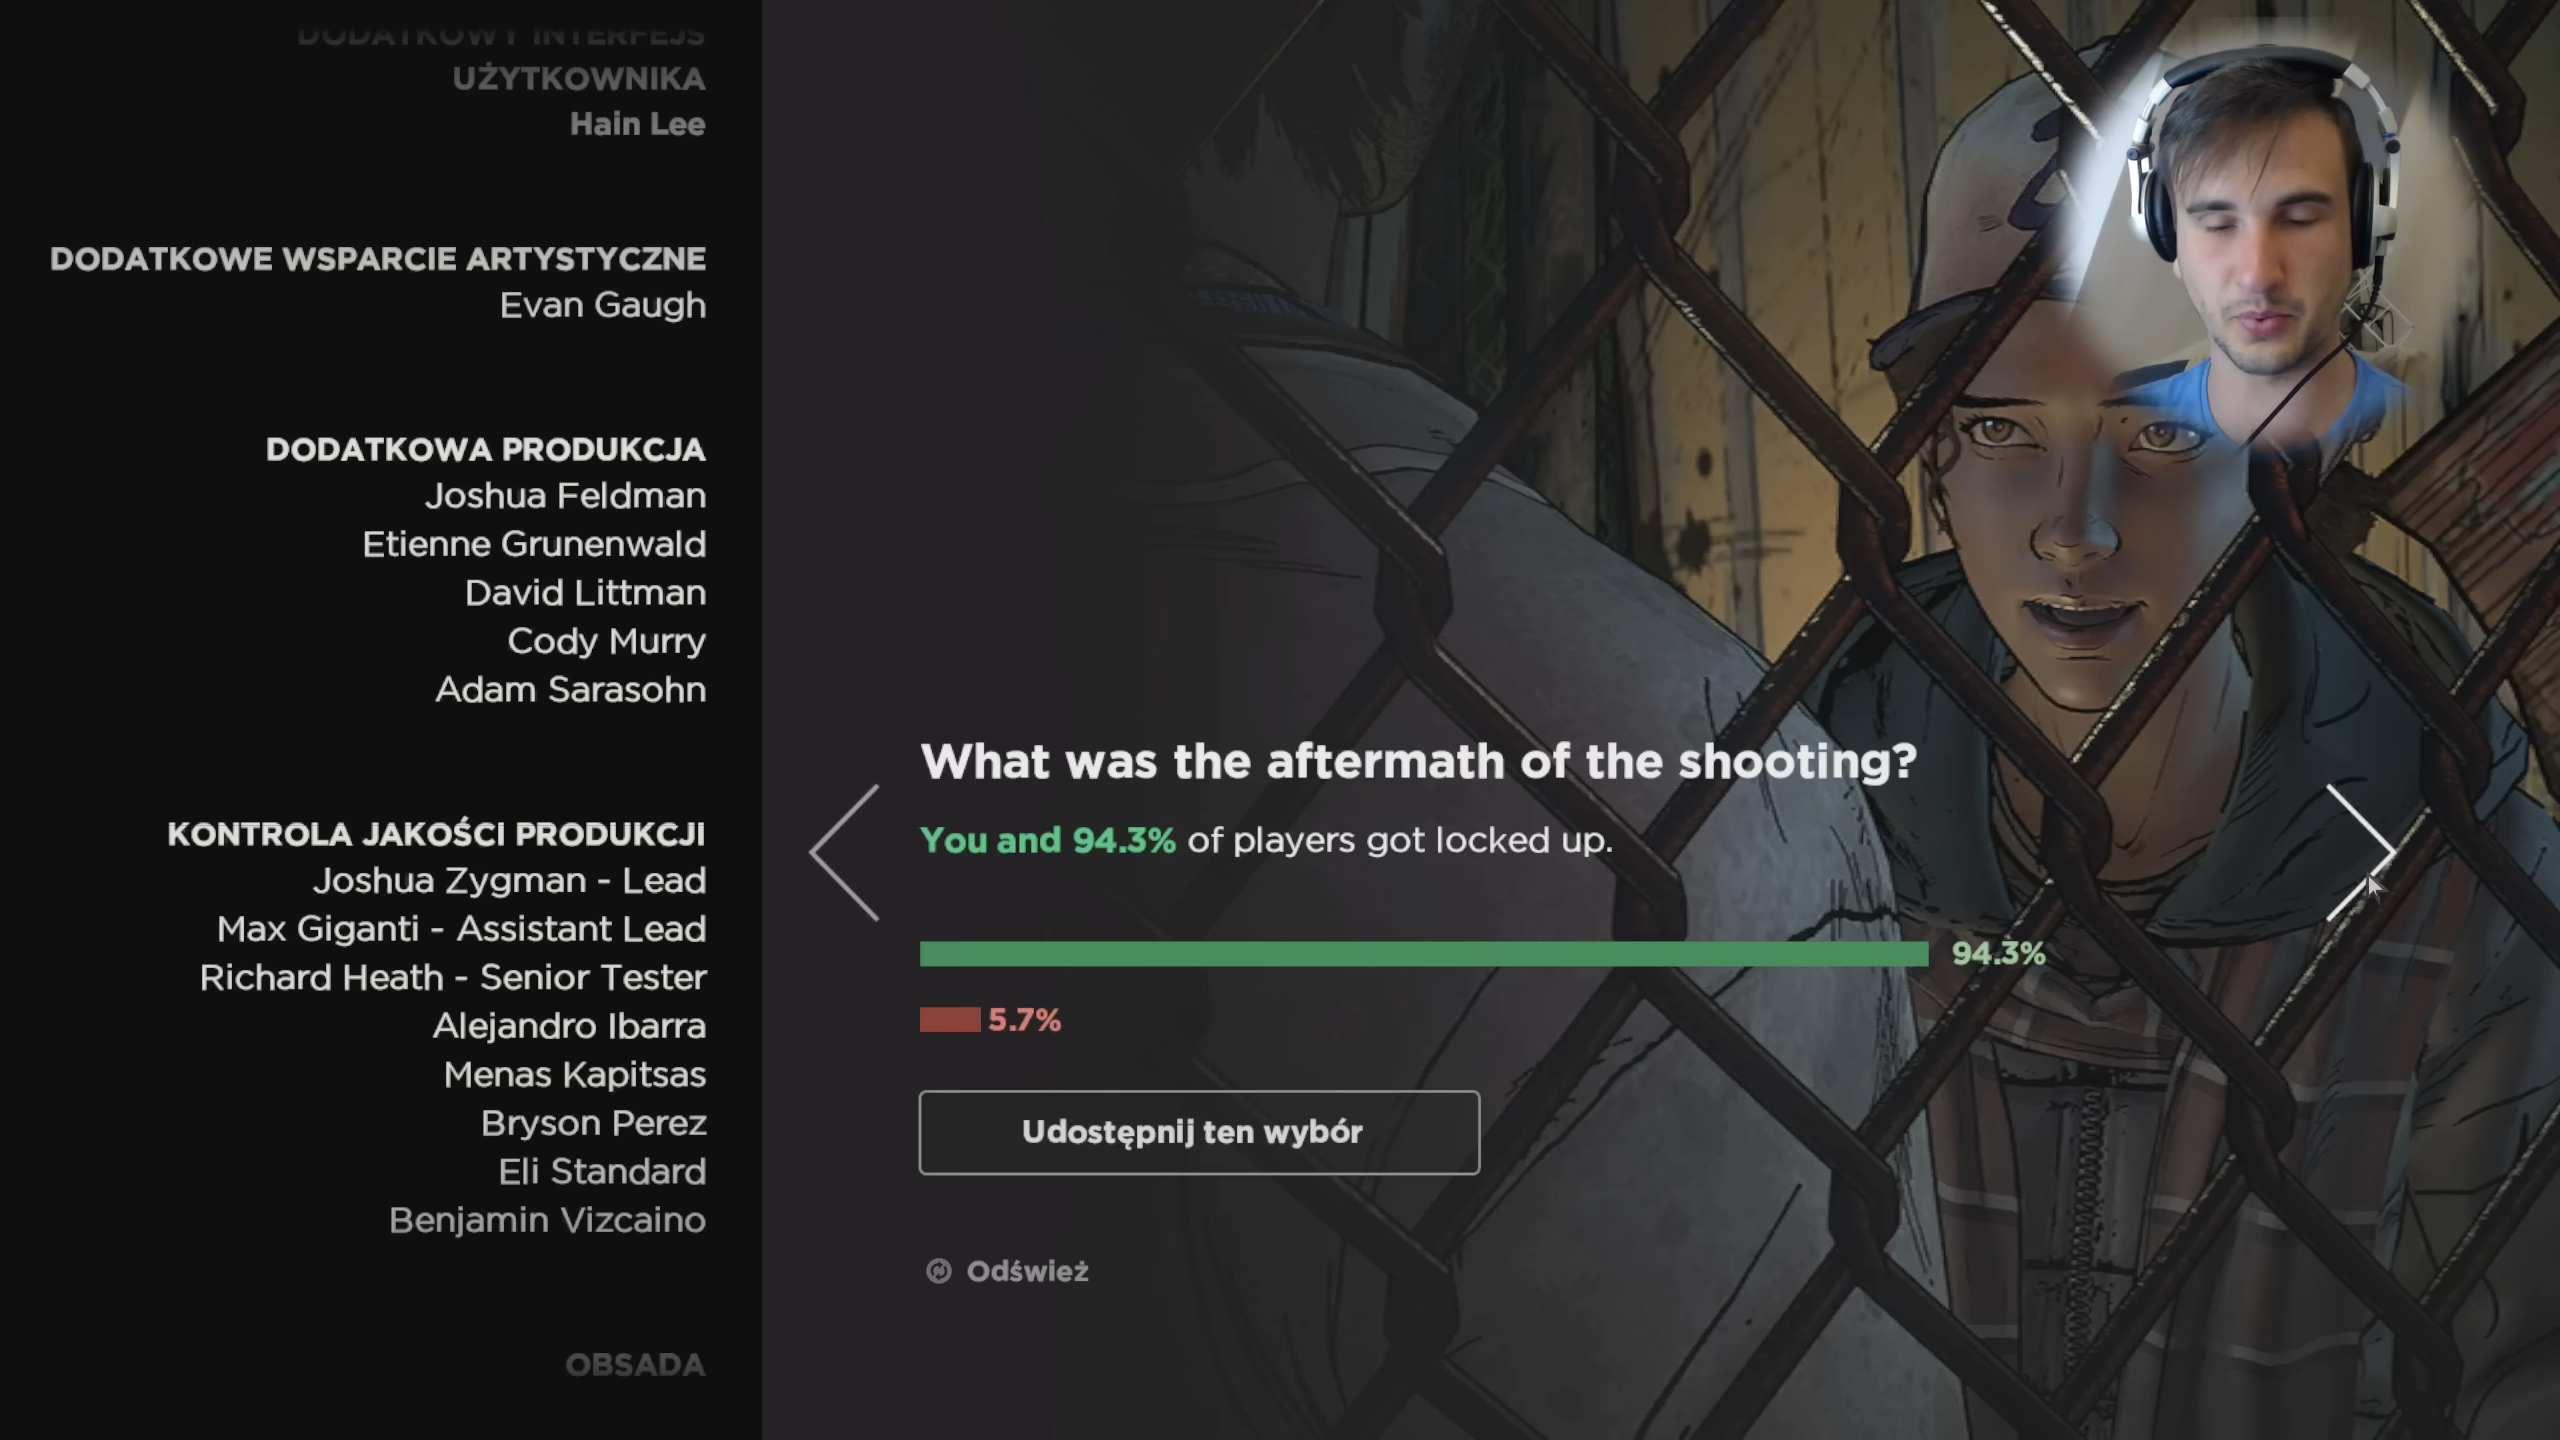 DODATKOWY INTERFEJS
UŻYTKOWNIKA
Hain Lee
DODATKOWE WSPARCIE ARTYSTYCZNE
Evan Gaugh
DODATKOWA PRODUKCJA
Joshua Feldman
Etienne Grunenwald
David Littman
Cody Murry
Adam Sarasohn
KONTROLA JAKOŚCI PRODUKCJI
Joshua Zygman - Lead
Max Giganti - Assistant Lead
Richard Heath - Senior Tester
Alejandro Ibarra
Menas Kapitsas
Bryson Perez
Eli Standard
Benjamin Vizcaino
OBSADA
What was the aftermath of the shooting?
You and 94.3% of players got locked up.
94.3%
5.7%
Udostępnij ten wybór
Odśwież